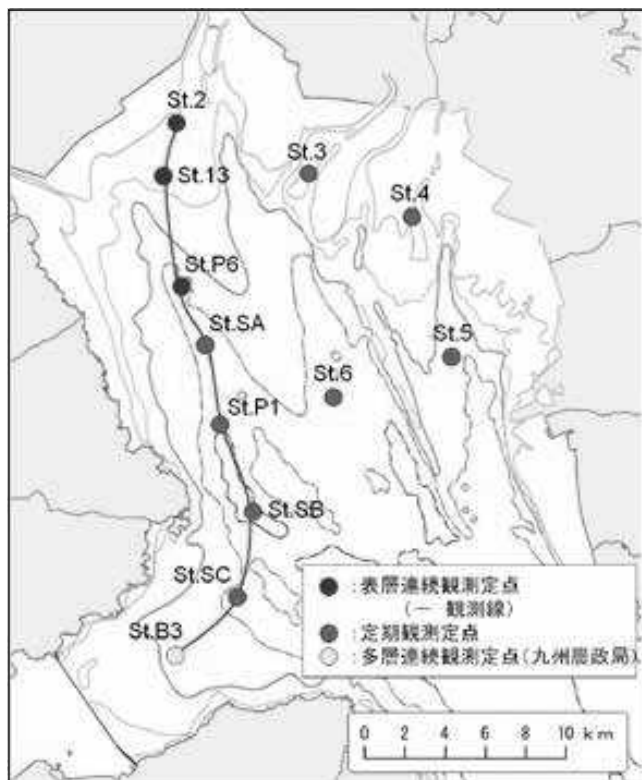 St.2
St.3
St.13
St.4
St.P6
St.SA
St.5
St.6
St.P1
St.SB
St.SC
St.B3
:表層連続観測定点
(ー 観測線)
:定期観測定点
:多層連続観測定点(九州農政局)
0 2 4 6 8 10 km